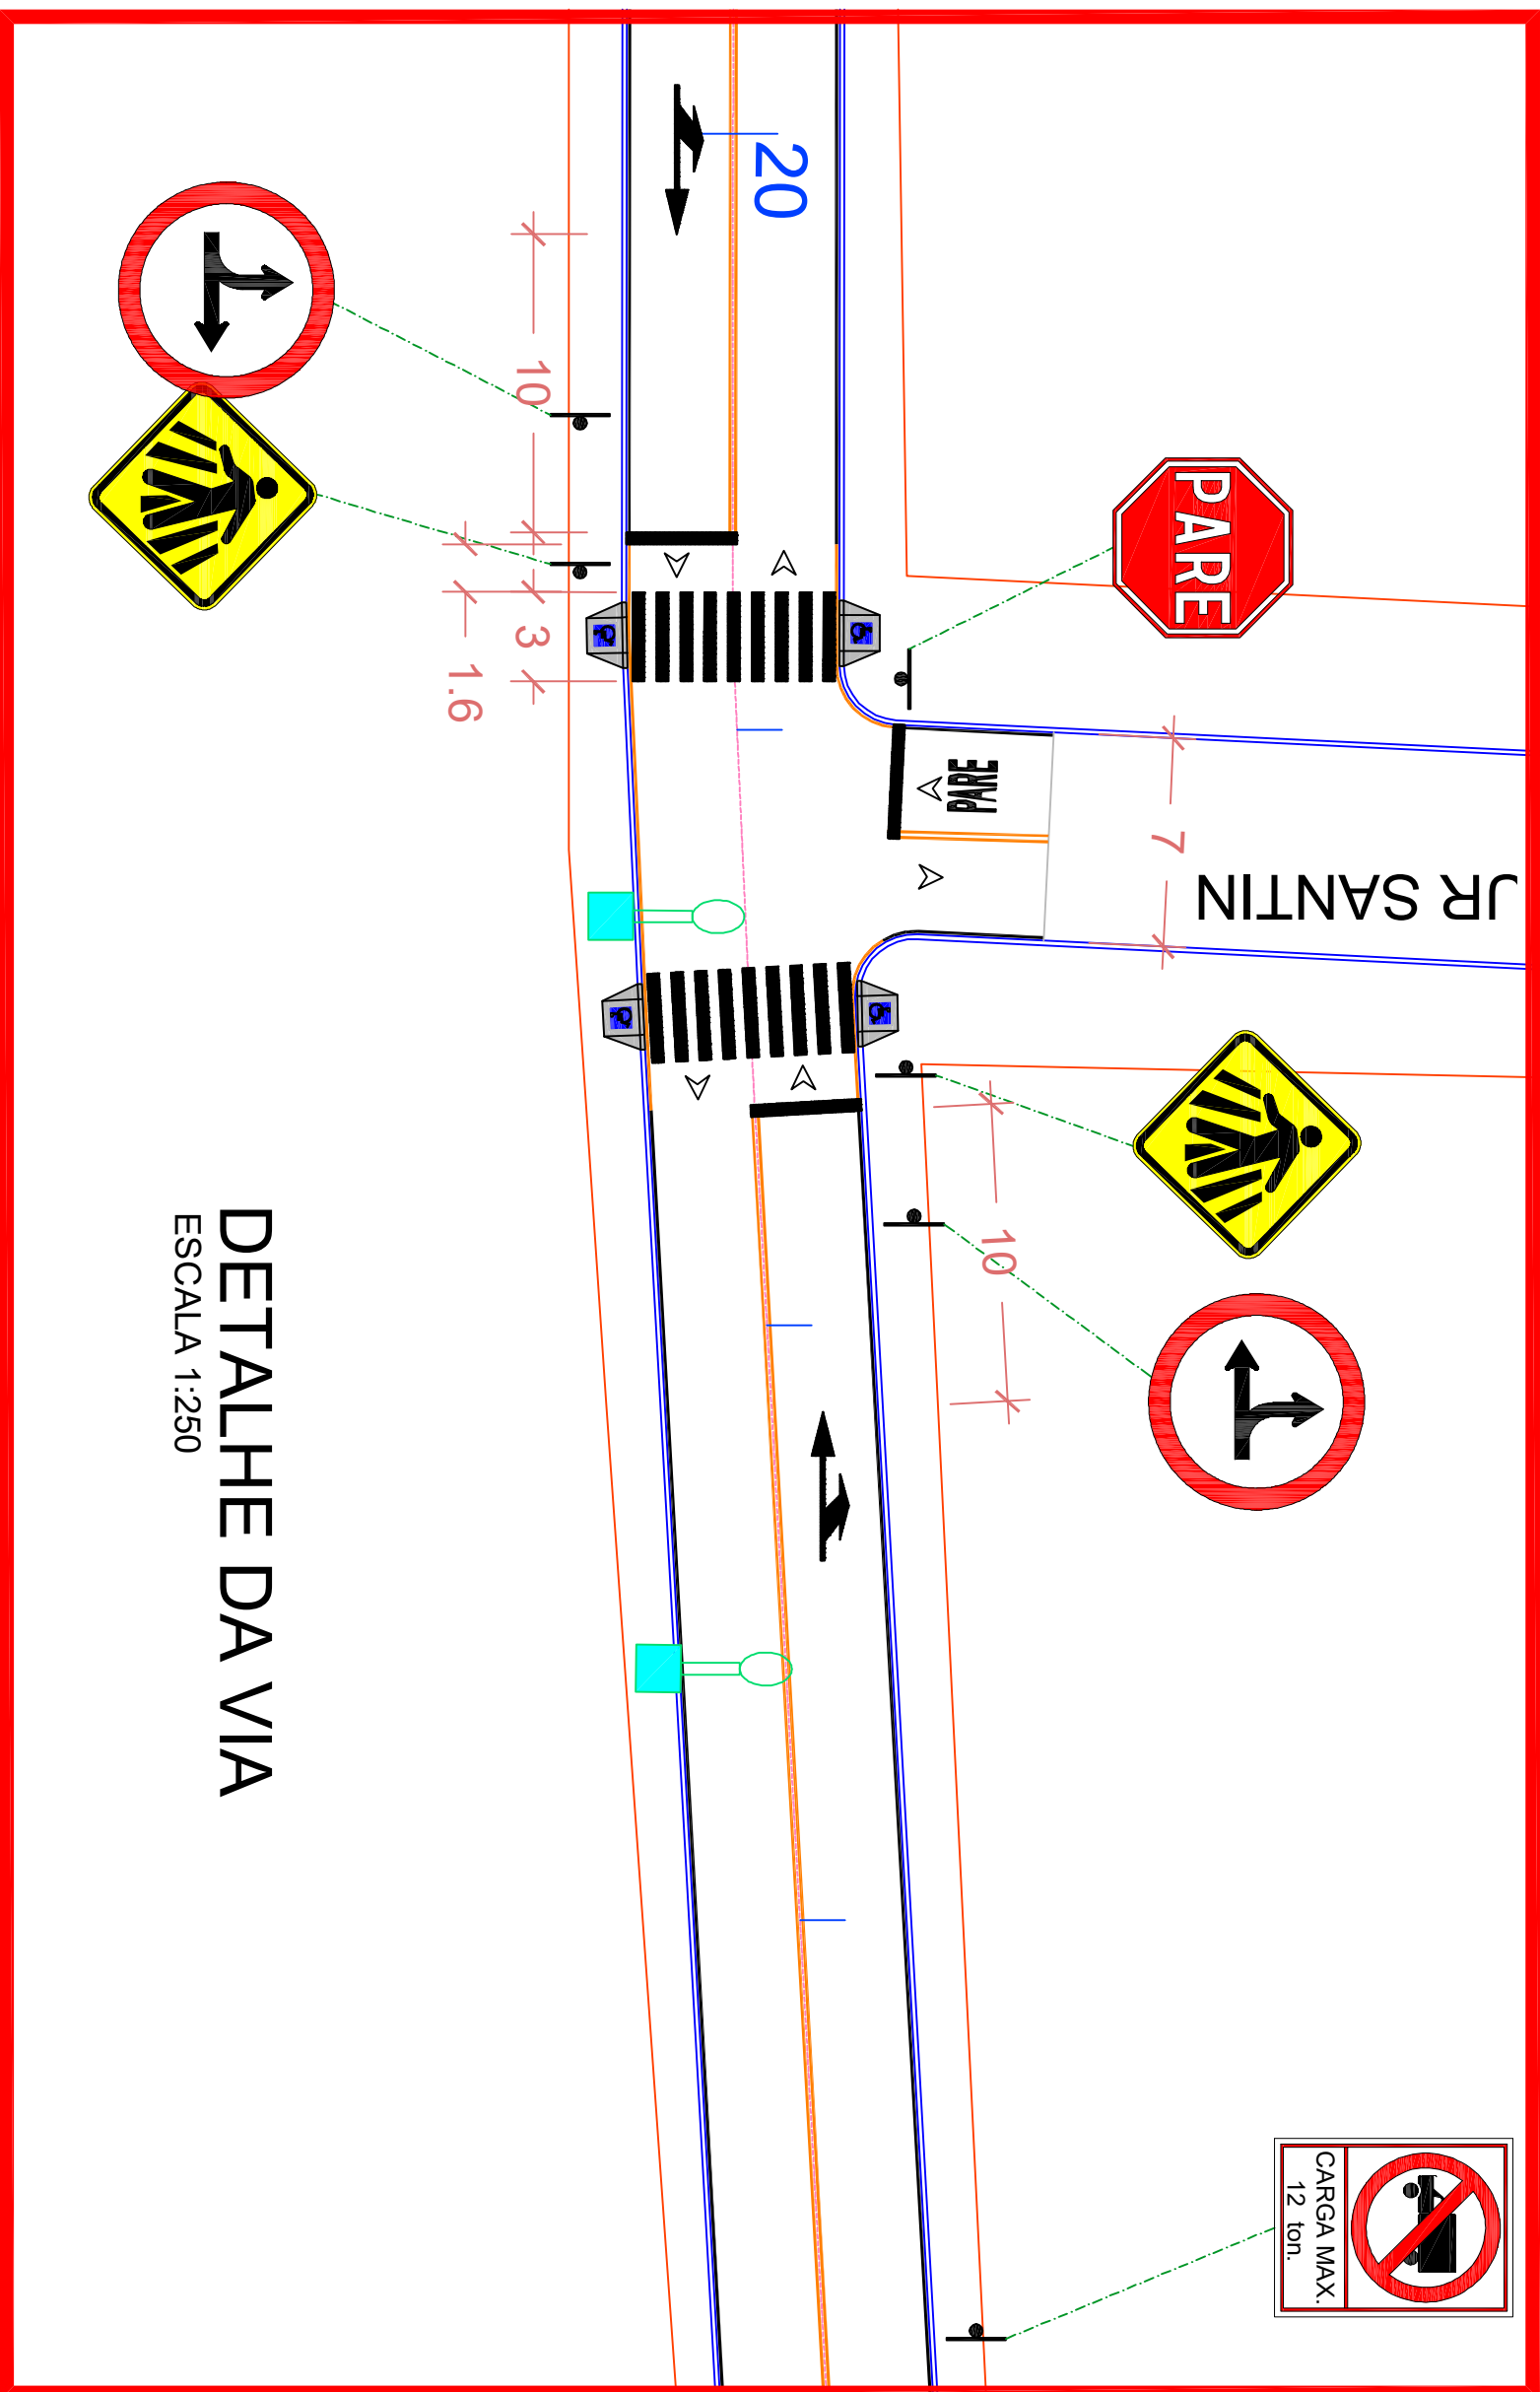 20
10
3
1.6
PARE
PARE
7
JR SANTIN
10
DETALHE DA VIA
ESCALA 1:250
CARGA MAX.
12 ton.